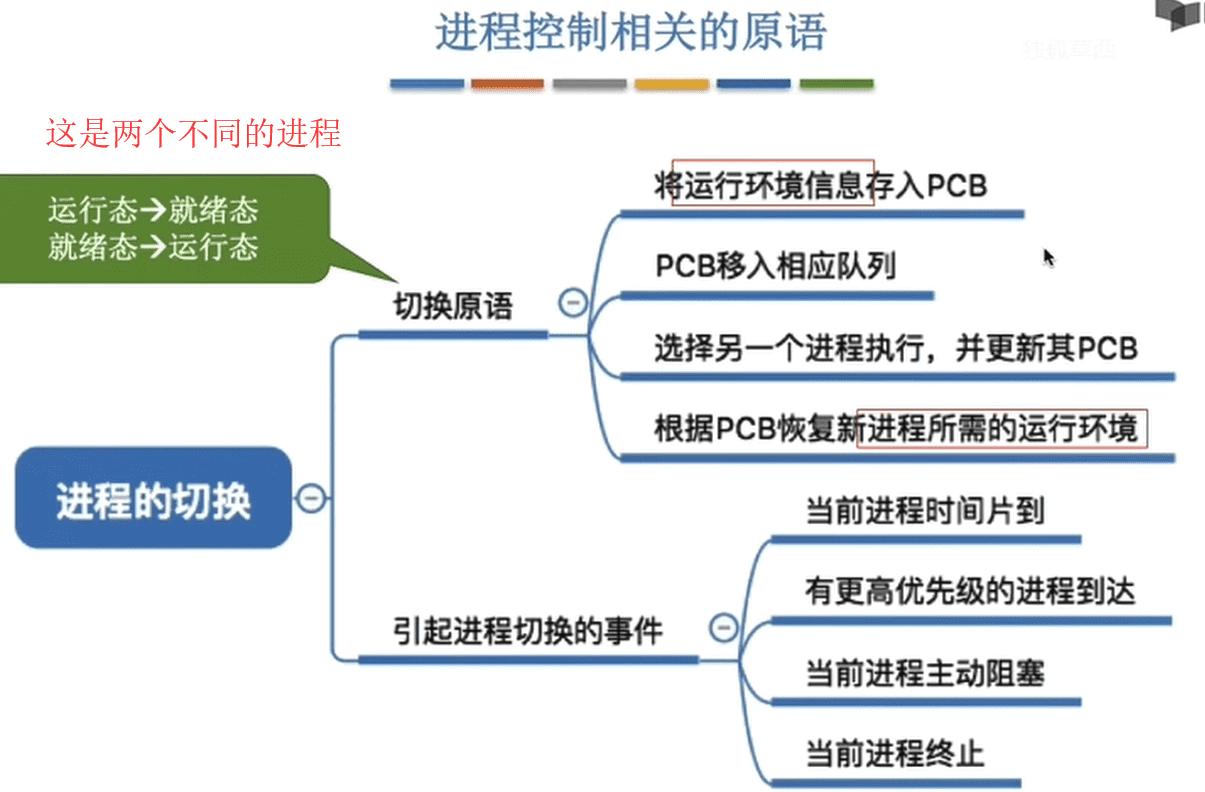 进程控制相关的原语
这是两个不同的进程
运行态→就绪态
就绪态→运行态
将运行环境信息存入PCB
PCB移入相应队列
切换原语
选择另一个进程执行，并更新其PCB
根据PCB恢复新进程所需的运行环境
进程的切换
当前进程时间片到
有更高优先级的进程到达
引起进程切换的事件
当前进程主动阻塞
当前进程终止